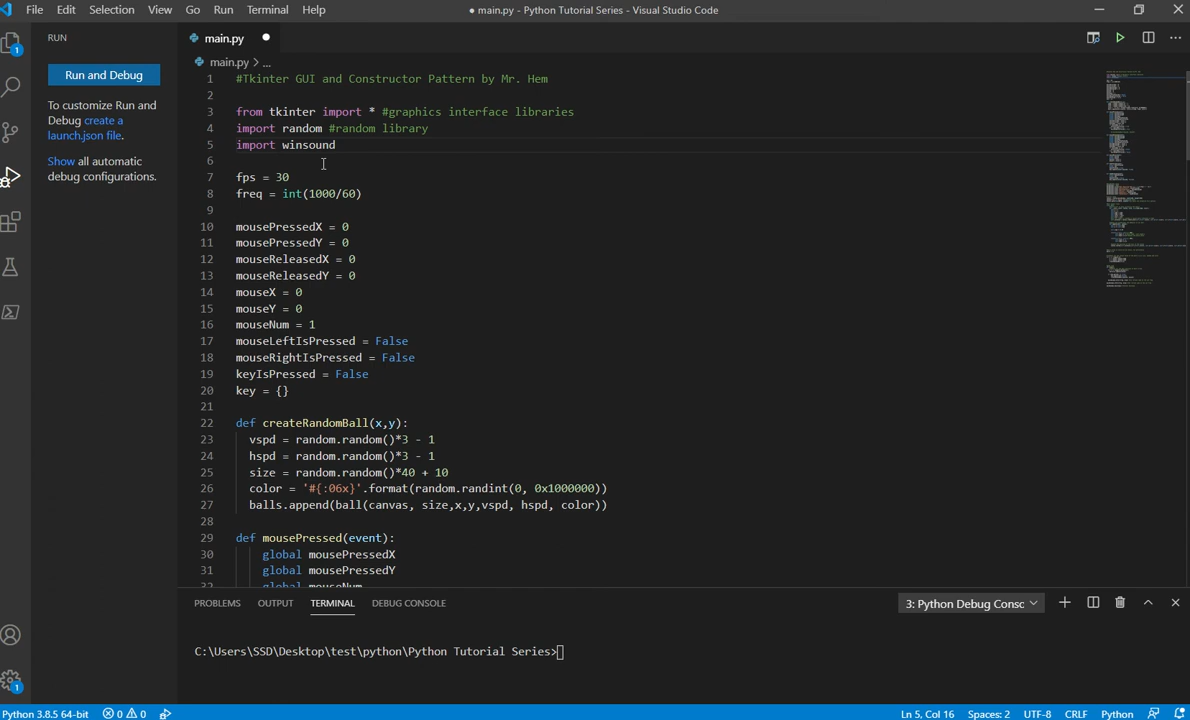 File Edit Selection View Go Run Terminal Help
● main.py - Python Tutorial Series - Visual Studio Code
RUN
main.py
main.py > ...
Run and Debug
To customize Run and
Debug create a
launch.json file.
Show all automatic
debug configurations.
1 #Tkinter GUI and Constructor Pattern by Mr. Hem
2
3 from tkinter import * #graphics interface libraries
4 import random #random library
5 import winsound
6
7 fps = 30
8 freq = int(1000/60)
9
10 mousePressedX = 0
11 mousePressedY = 0
12 mouseReleasedX = 0
13 mouseReleasedY = 0
14 mouseX = 0
15 mouseY = 0
16 mouseNum = 1
17 mouseLeftIsPressed = False
18 mouseRightIsPressed = False
19 keyIsPressed = False
20 key = {}
21
22 def createRandomBall(x,y):
23 vspd = random.random()*3 - 1
24 hspd = random.random()*3 - 1
25 size = random.random()*40 + 10
26 color = '#{:06x}'.format(random.randint(0, 0x1000000))
27 balls.append(ball(canvas, size,x,y,vspd, hspd, color))
28
29 def mousePressed(event):
30 global mousePressedX
31 global mousePressedY
32 global mouseNum
PROBLEMS OUTPUT TERMINAL DEBUG CONSOLE
3: Python Debug Consc
C:\Users\SSD\Desktop\test\python\Python Tutorial Series>
1
1
Python 3.8.5 64-bit 0 0
Ln 5, Col 16 Spaces: 2 UTF-8 CRLF Python